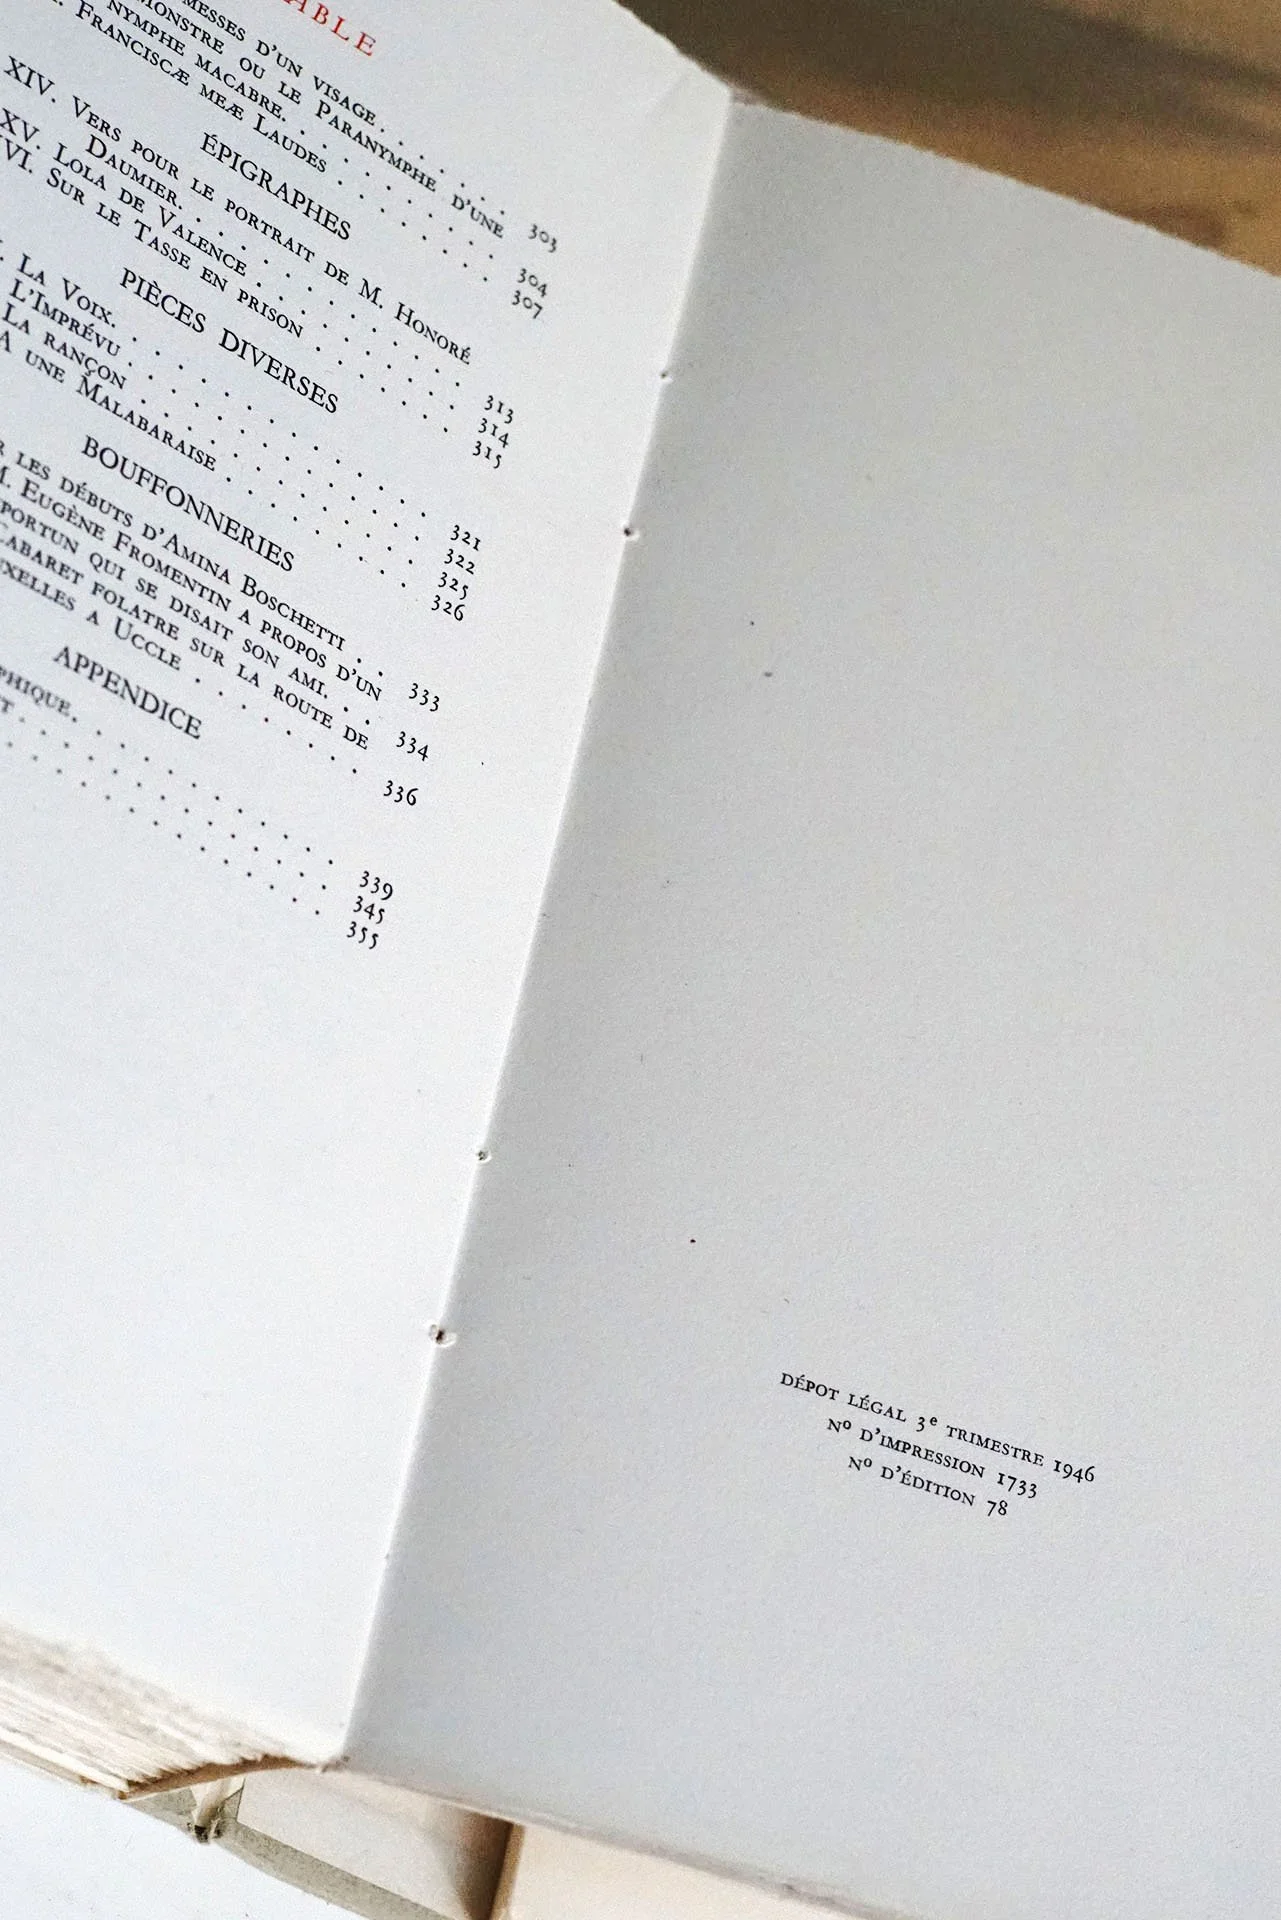 ABLE
MESSES D'UN VISAGE. . . . . . 303
MONSTRE OU LE PARANYMPHE D'UNE
NYMPHE MACABRE. . . . . . . 304
FRANCISCÆ MEÆ LAUDES . . . . . . 307
ÉPIGRAPHES
XIV. VERS POUR LE PORTRAIT DE M. HONORÉ
DAUMIER. . . . . . . . . . 313
XV. LOLA DE VALENCE . . . . . . . . 314
VI. SUR LE TASSE EN PRISON . . . . . . 315
PIÈCES DIVERSES
LA VOIX. . . . . . . . . . . 321
L'IMPRÉVU . . . . . . . . . . 322
LA RANÇON . . . . . . . . . . 325
A UNE MALABARAISE . . . . . . . 326
BOUFFONNERIES
R LES DÉBUTS D'AMINA BOSCHETTI . . 333
M. EUGÈNE FROMENTIN A PROPOS D'UN
PORTUN QUI SE DISAIT SON AMI. . . 334
CABARET FOLATRE SUR LA ROUTE DE
UXELLES A UCCLE . . . . . . . 336
APPENDICE
PHIQUE. . . . . . . . . . . 339
T . . . . . . . . . . . 345
. . . . . . . . . . . 355
DÉPOT LÉGAL 3e TRIMESTRE 1946
No D'IMPRESSION 1733
No D'ÉDITION 78